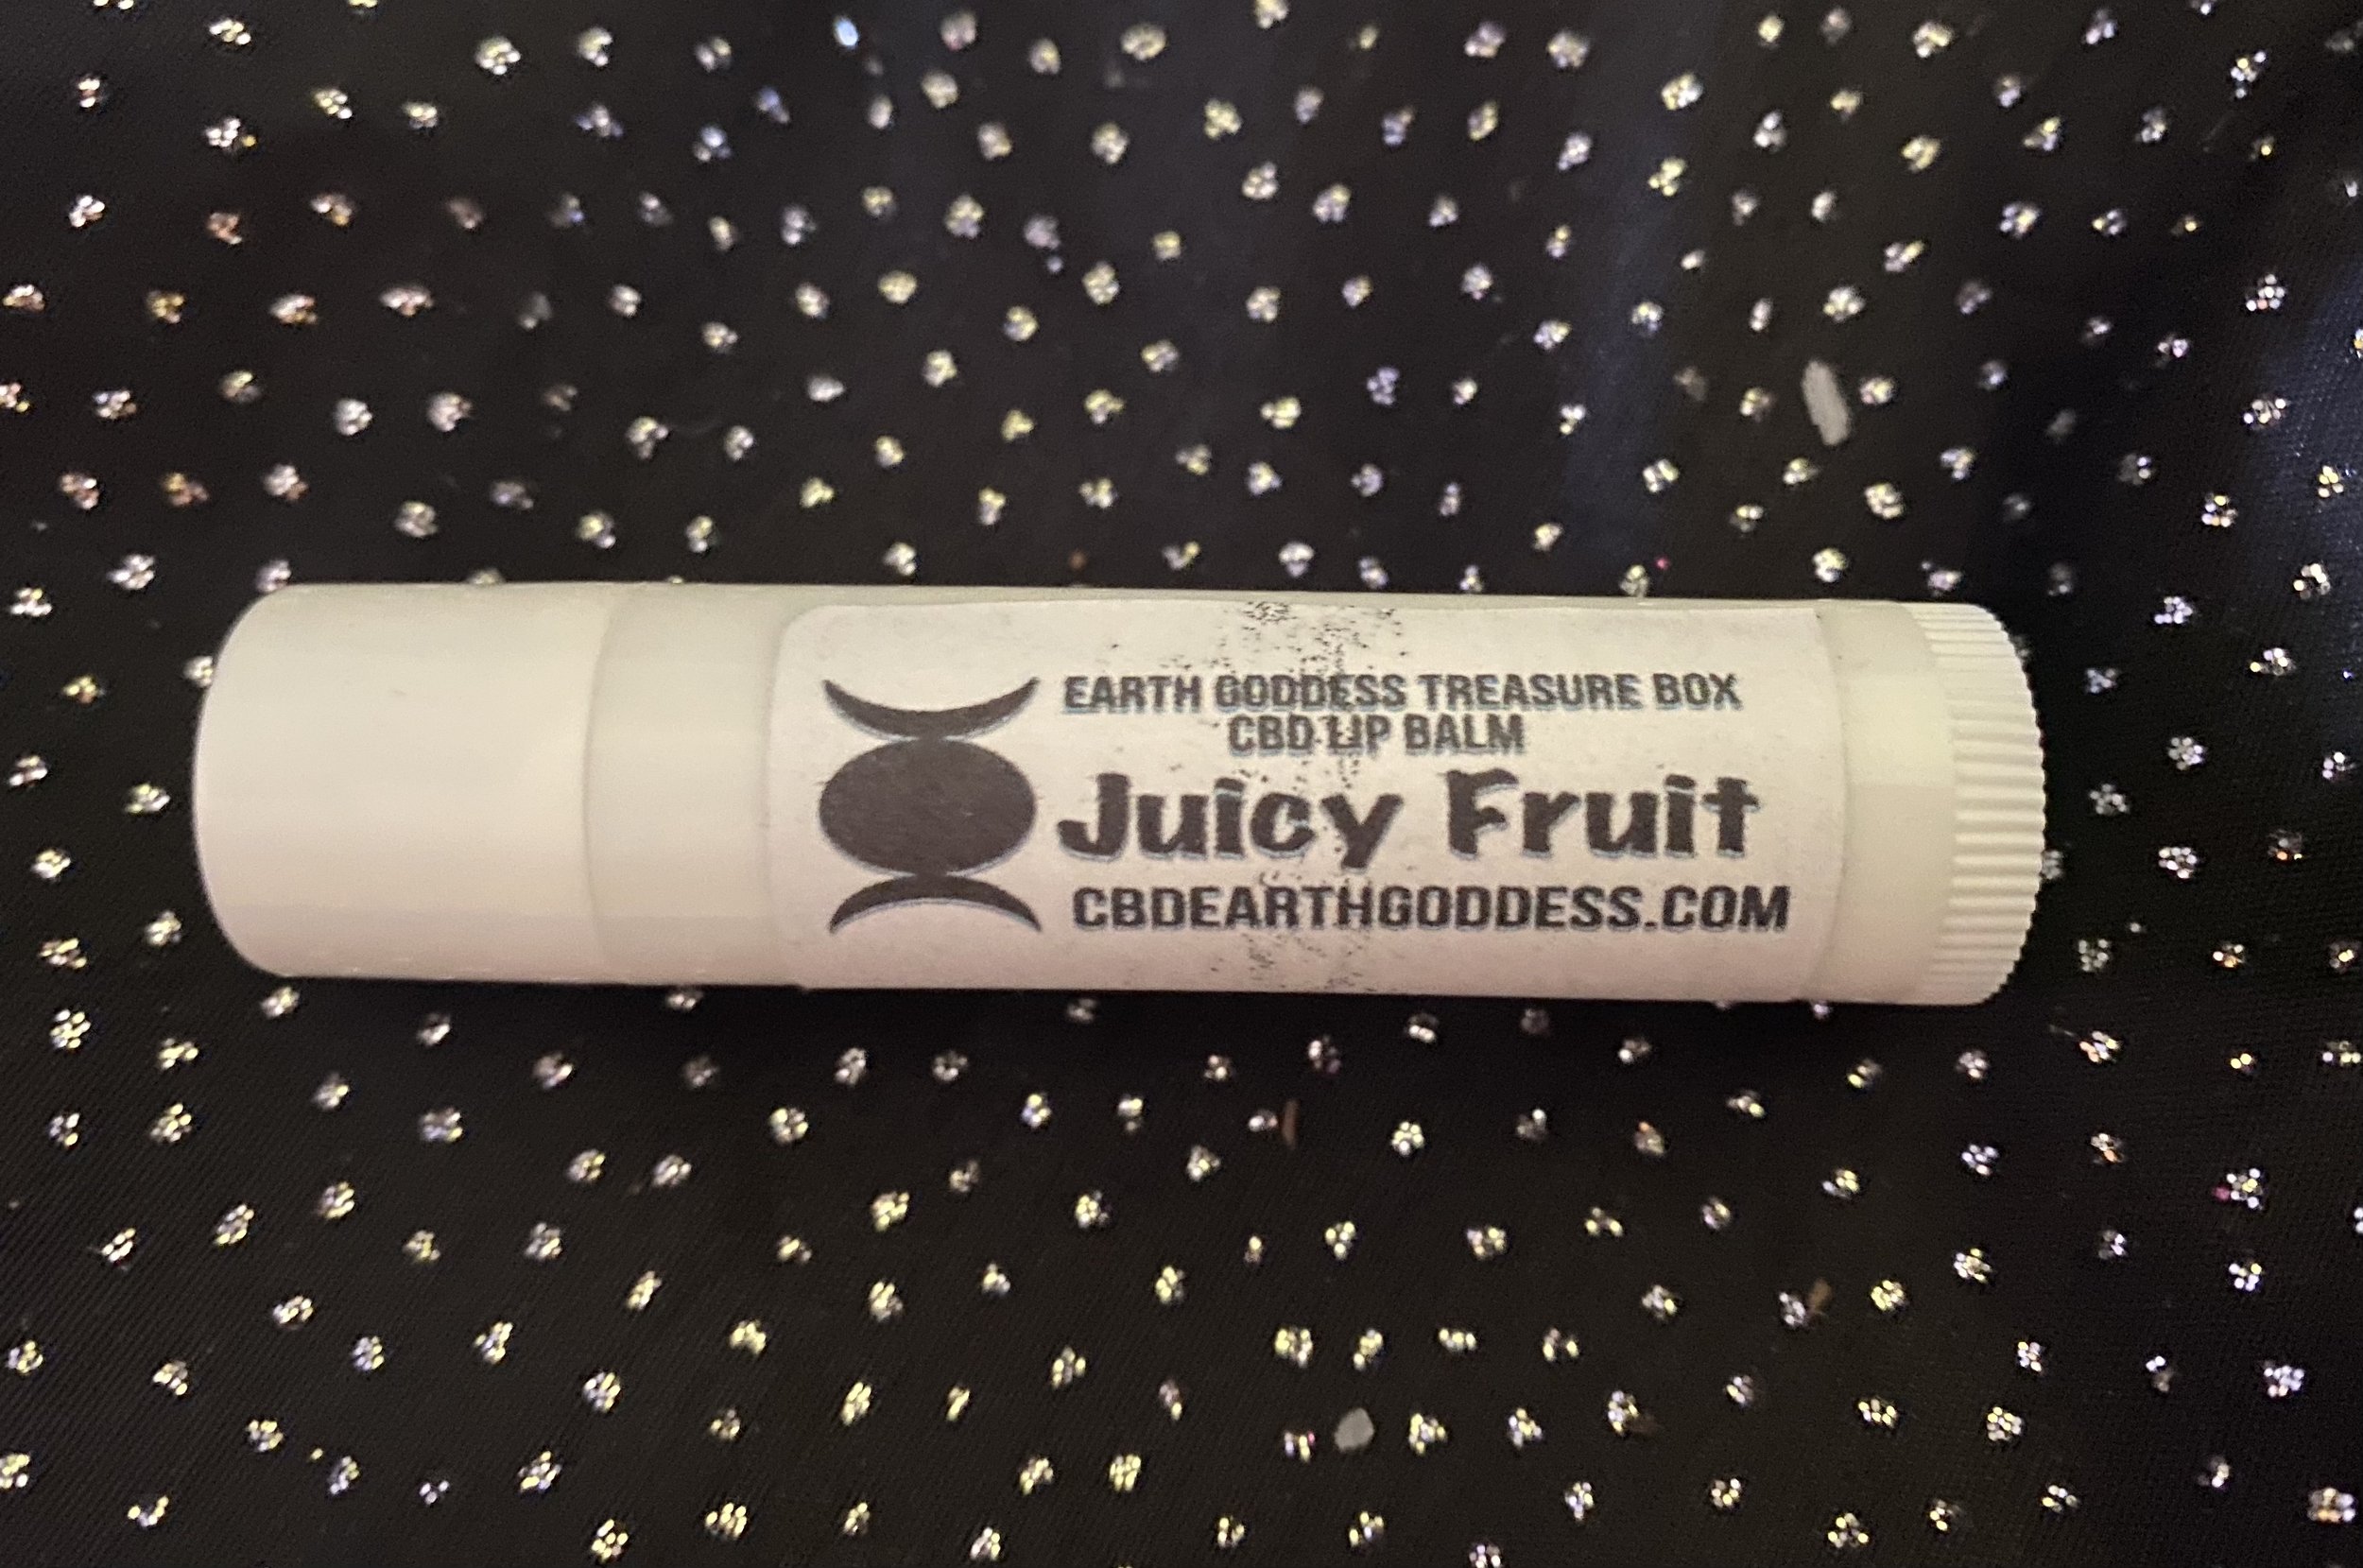 EARTH GODDESS TREASURE BOX
CBD LIP BALM
Juicy Fruit
CBDEARTHGODDESS.COM